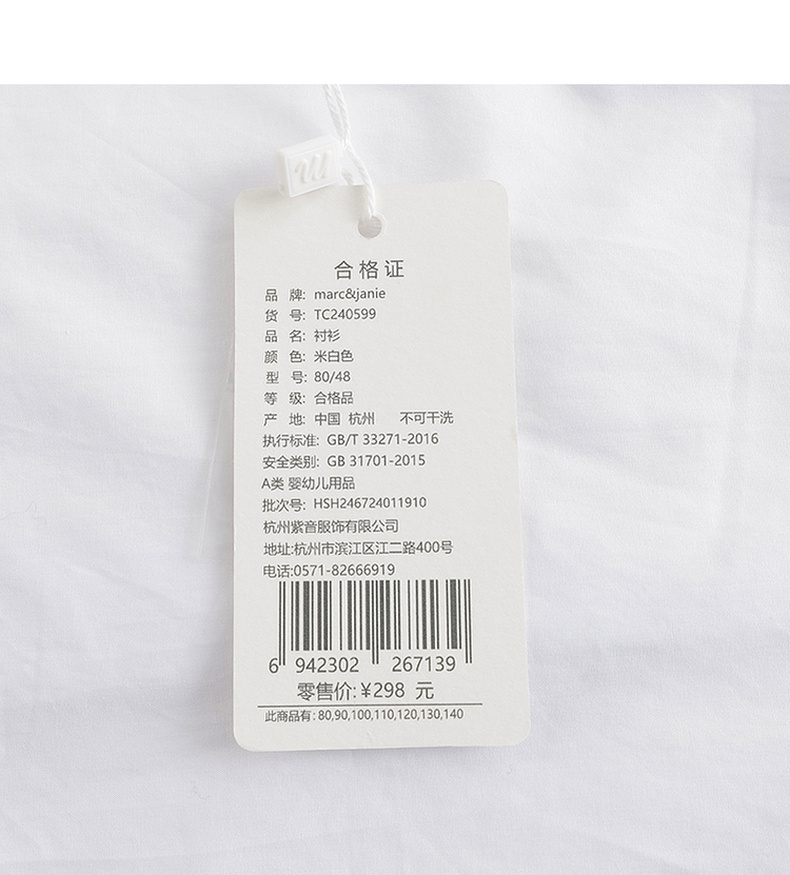 合格证
品 牌: marc&janie
货 号: TC240599
品 名: 衬衫
颜 色: 米白色
型 号: 80/48
等 级: 合格品
产 地: 中国 杭州 不可干洗
执行标准: GB/T 33271-2016
安全类别: GB 31701-2015
A类 婴幼儿用品
批次号: HSH246724011910
杭州紫音服饰有限公司
地址:杭州市滨江区江二路400号
电话:0571-82666919
6 942302 267139
零售价:¥298 元
此商品有: 80,90,100,110,120,130,140